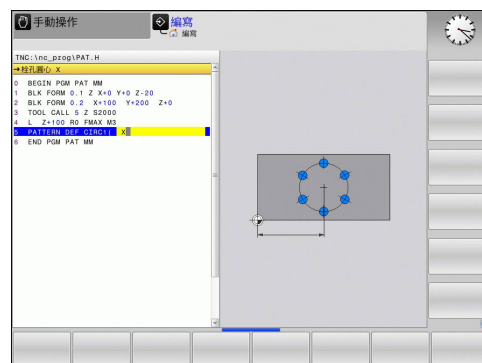 手動操作
編寫
編寫
TNC:\nc_prog\PAT.H
→栓孔圓心 X
0 BEGIN PGM PAT MM
1 BLK FORM 0.1 Z X+0 Y+0 Z-20
2 BLK FORM 0.2 X+100 Y+200 Z+0
3 TOOL CALL 5 Z S2000
4 L Z+100 R0 FMAX M3
5 PATTERN DEF CIRC1( X
6 END PGM PAT MM